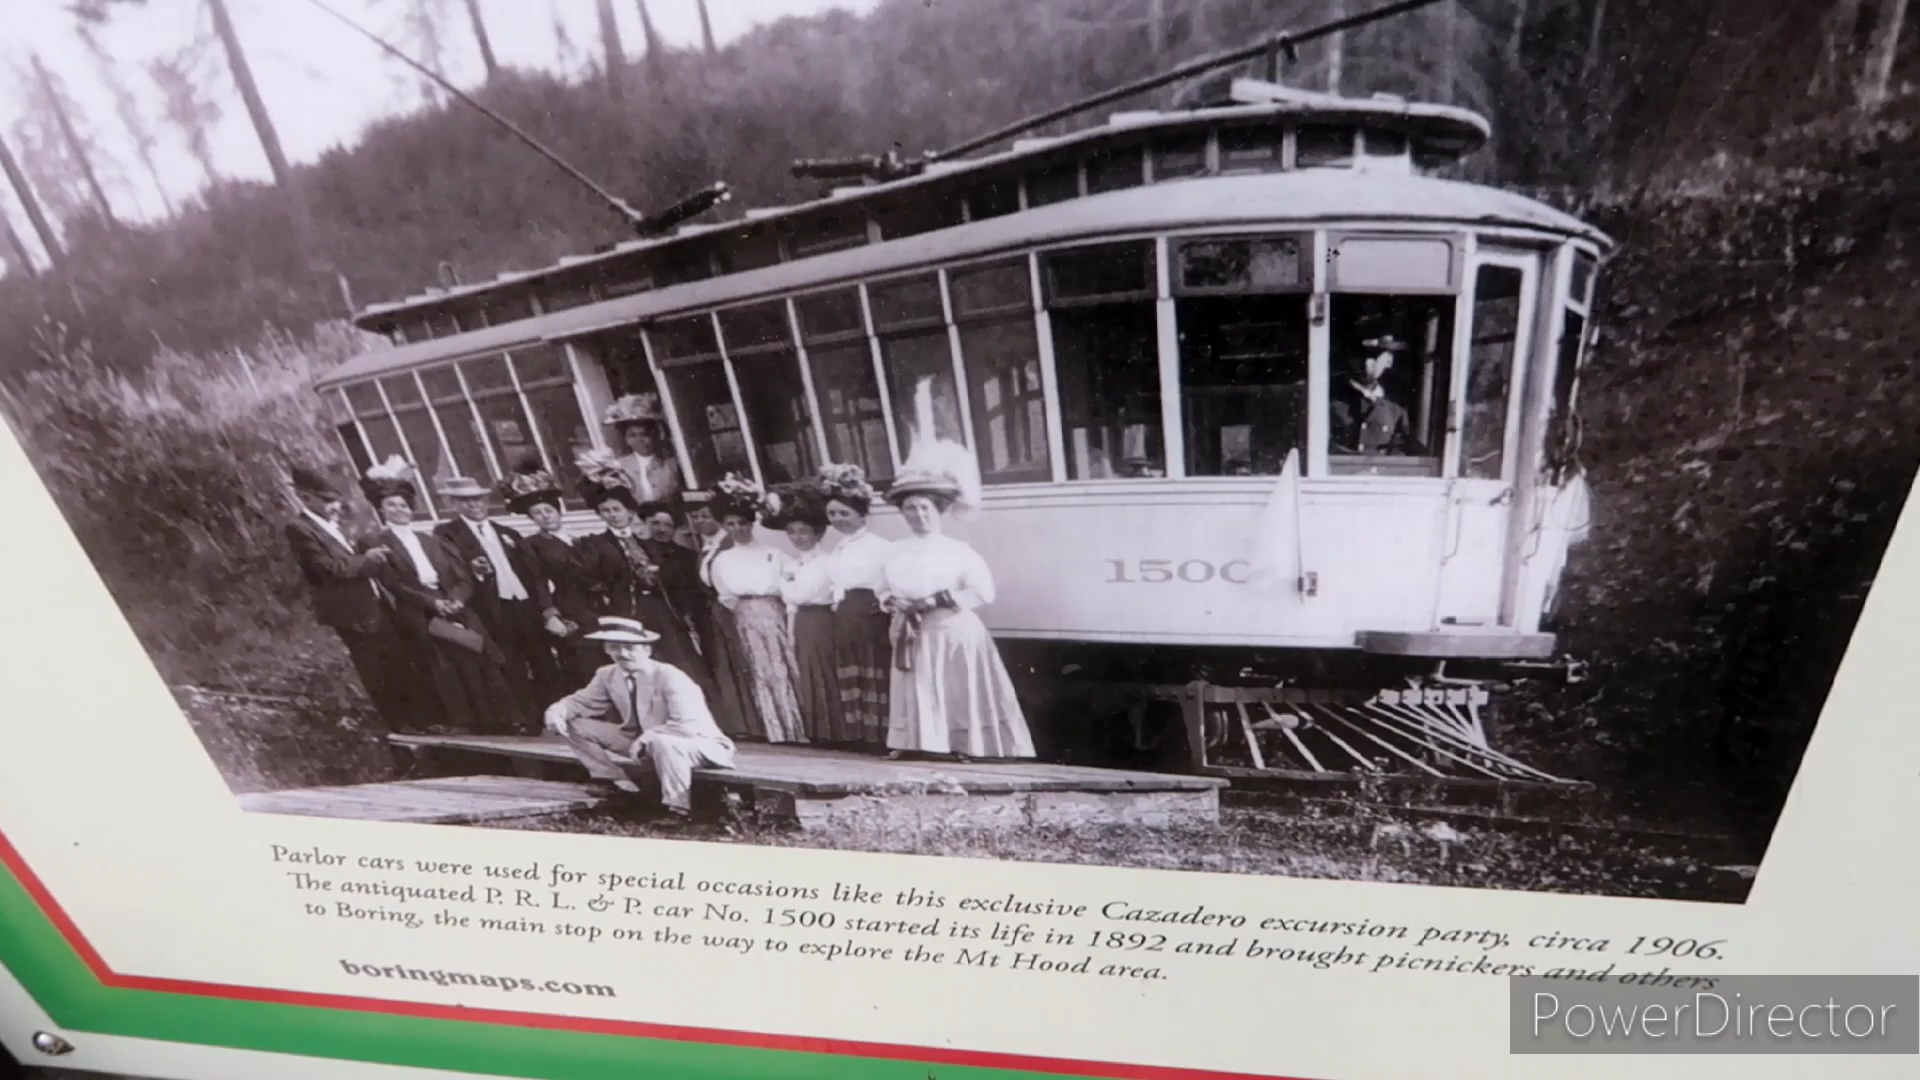 1500
Parlor cars were used for special occasions like this exclusive Cazadero excursion party, circa 1906.
The antiquated P. R. L. & P. car No. 1500 started its life in 1892 and brought picnickers and others
to Boring, the main stop on the way to explore the Mt Hood area.
boringmaps.com
PowerDirector